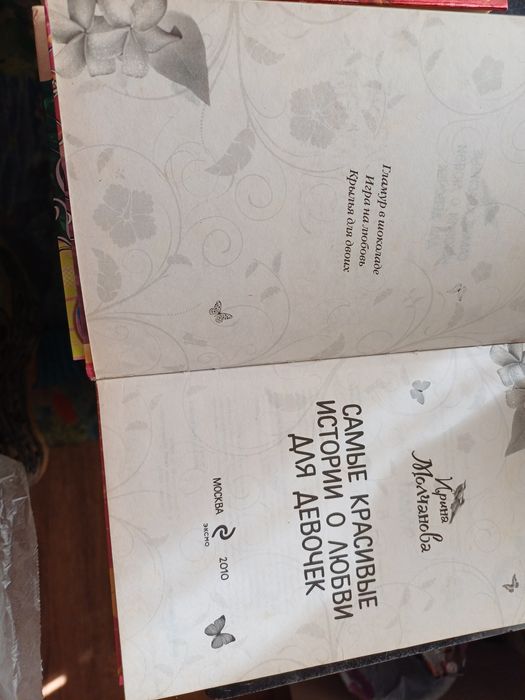 Гламур в шоколаде
Игра на любовь
Крылья для двоих
Ирина
Молчанова
САМЫЕ КРАСИВЫЕ
ИСТОРИИ О ЛЮБВИ
ДЛЯ ДЕВОЧЕК
МОСКВА
ЭКСМО
2010